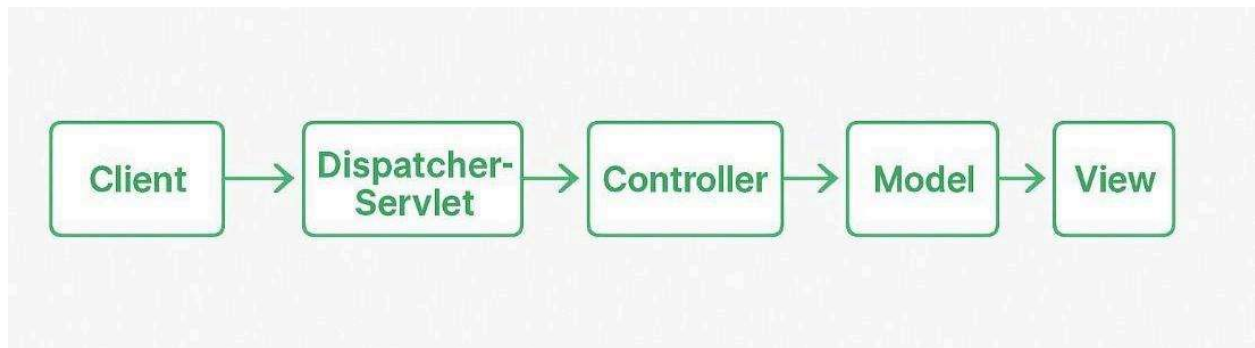 Client
Dispatcher-
Servlet
Controller
Model
View